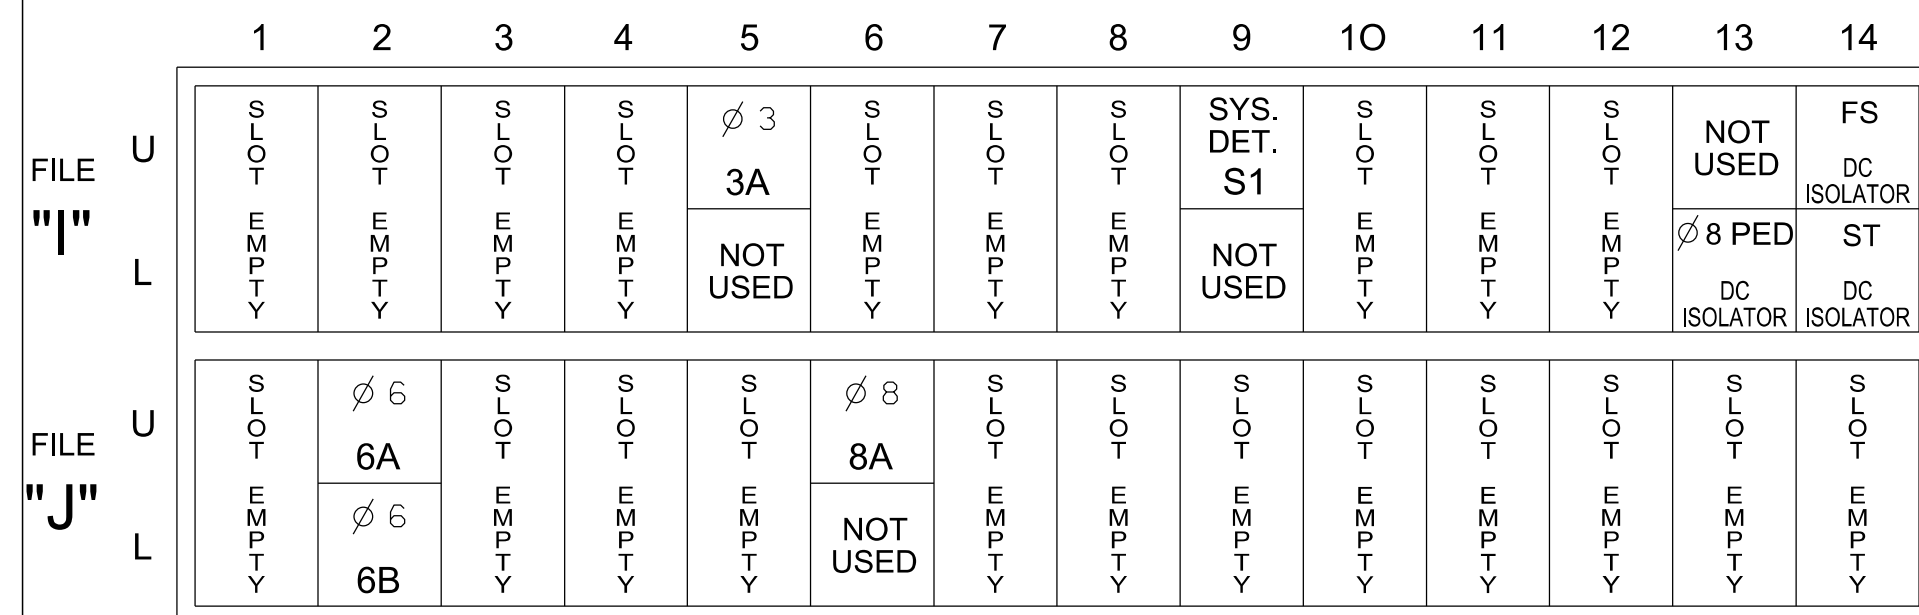 1 2 3 4 5 6 7 8 9 10 11 12 13 14
FILE "I"
U
L
SLOT EMPTY
SLOT EMPTY
SLOT EMPTY
SLOT EMPTY
Ø 3
3A
NOT
USED
SLOT EMPTY
SLOT EMPTY
SLOT EMPTY
SYS.
DET.
S1
NOT
USED
SLOT EMPTY
SLOT EMPTY
SLOT EMPTY
NOT
USED
Ø 8 PED
DC
ISOLATOR
FS
DC
ISOLATOR
ST
DC
ISOLATOR
FILE "J"
U
L
SLOT EMPTY
Ø 6
6A
Ø 6
6B
SLOT EMPTY
SLOT EMPTY
SLOT EMPTY
Ø 8
8A
NOT
USED
SLOT EMPTY
SLOT EMPTY
SLOT EMPTY
SLOT EMPTY
SLOT EMPTY
SLOT EMPTY
SLOT EMPTY
SLOT EMPTY